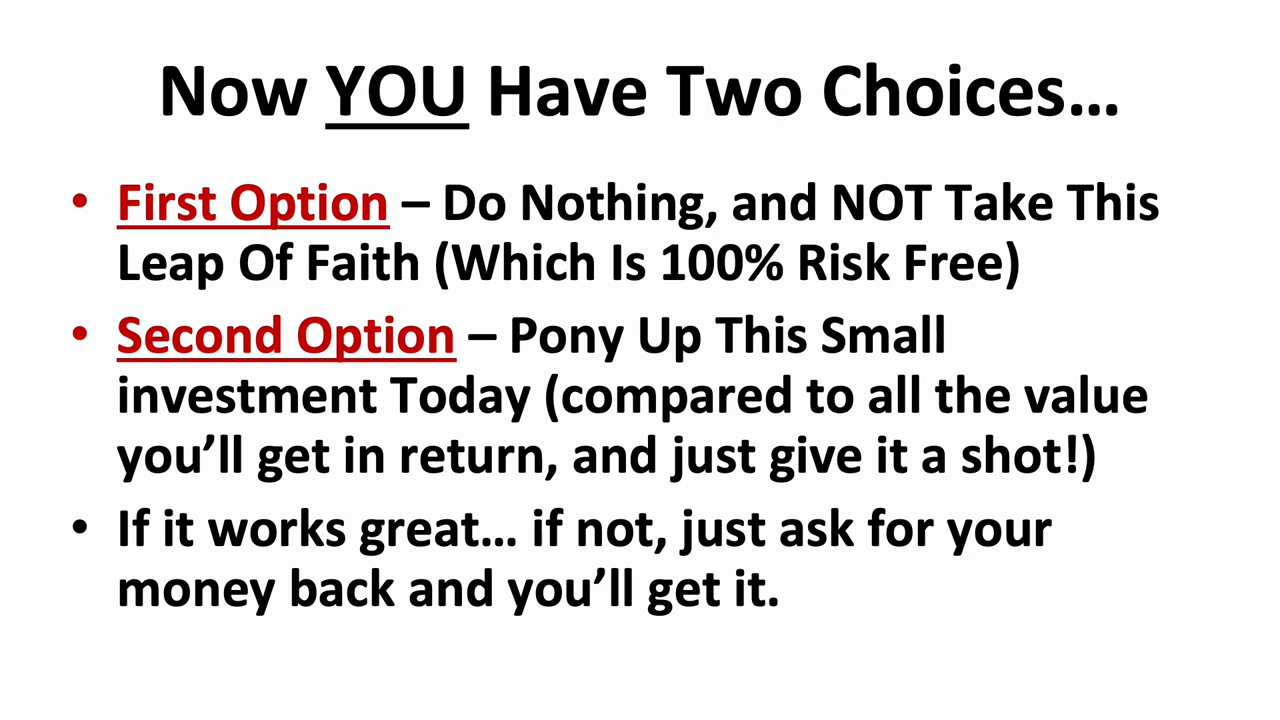 Now YOU Have Two Choices...
• First Option – Do Nothing, and NOT Take This
Leap Of Faith (Which Is 100% Risk Free)
• Second Option – Pony Up This Small
investment Today (compared to all the value
you’ll get in return, and just give it a shot!)
• If it works great... if not, just ask for your
money back and you’ll get it.